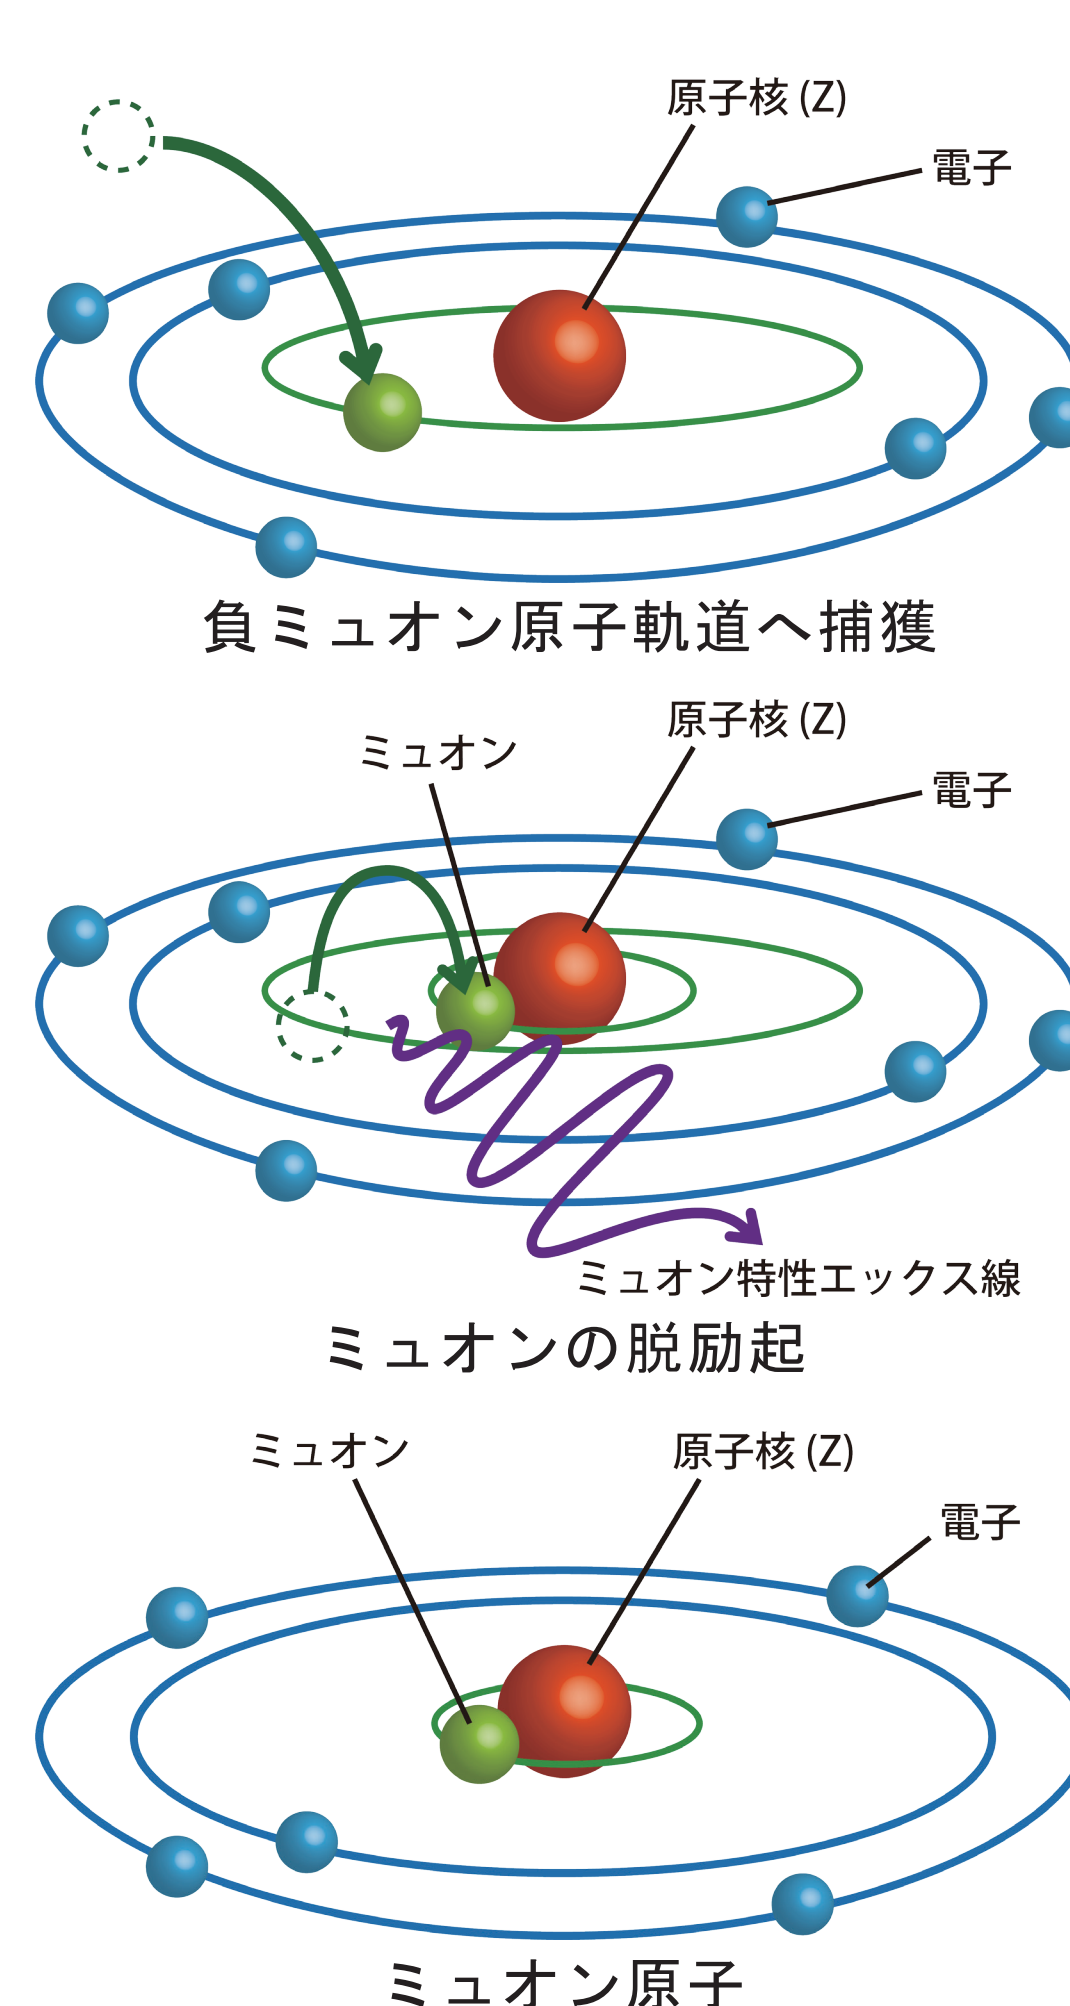 原子核 (Z)
電子
負ミュオン原子軌道へ捕獲
原子核 (Z)
ミュオン
電子
ミュオン特性エックス線
ミュオンの脱励起
ミュオン
原子核 (Z)
電子
ミュオン原子